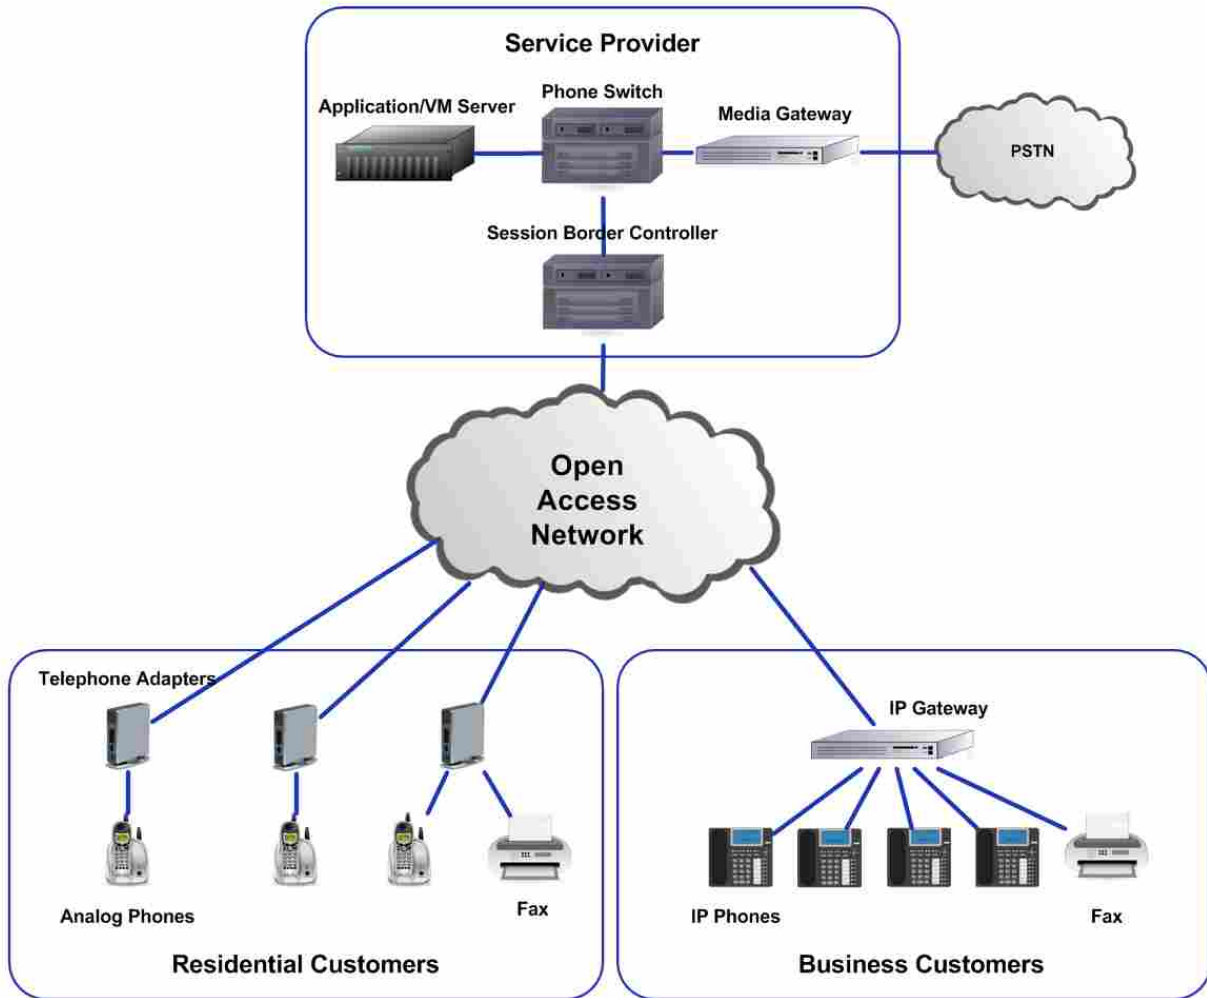 Service Provider
Phone Switch
Application/VM Server
Media Gateway
PSTN
Session Border Controller
Open
Access
Network
Telephone Adapters
IP Gateway
Analog Phones
Fax
IP Phones
Fax
Residential Customers
Business Customers